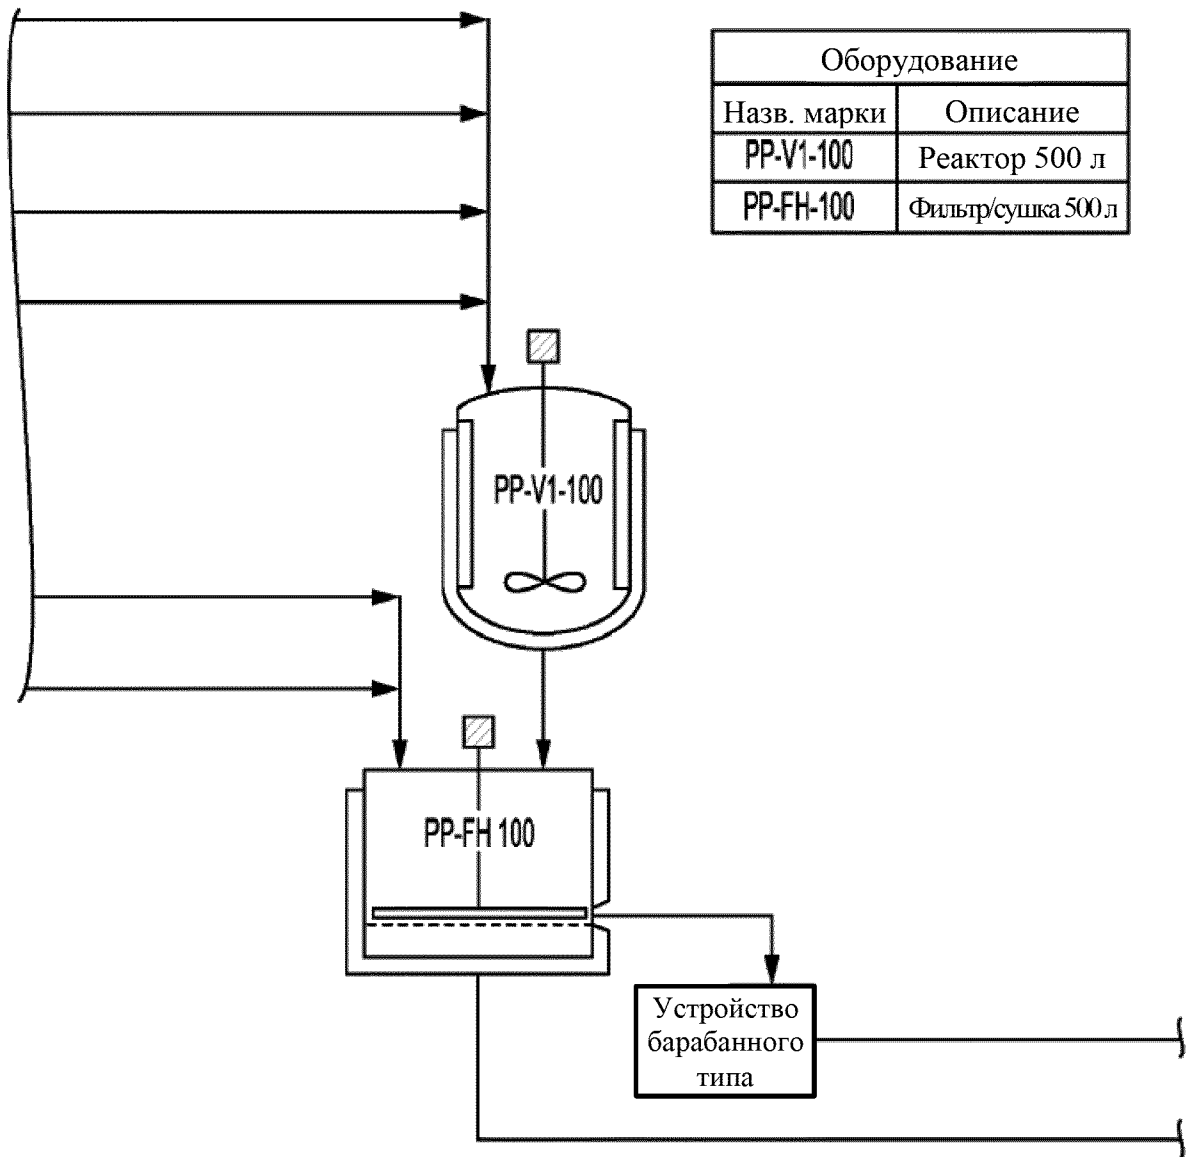 Оборудование
Назв. марки Описание
PP-V1-100 Реактор 500 л
PP-FH-100 Фильтр/сушка 500 л
PP-V1-100
PP-FH 100
Устройство
барабанного
типа